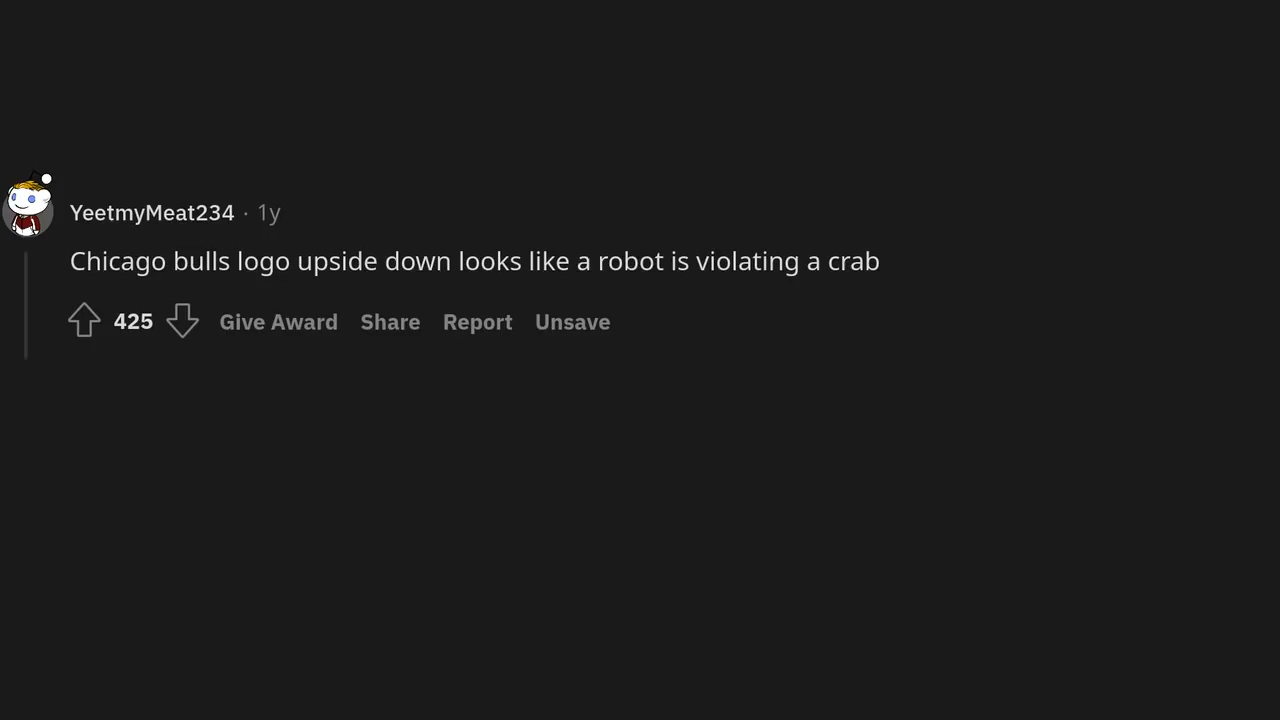 YeetmyMeat234 · 1y
Chicago bulls logo upside down looks like a robot is violating a crab
425 Give Award Share Report Unsave